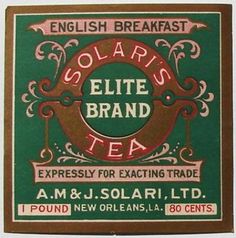 ENGLISH BREAKFAST
SOLARI'S
ELITE
BRAND
TEA
EXPRESSLY FOR EXACTING TRADE
A.M & J. SOLARI, LTD.
1 POUND NEW ORLEANS, LA. 80 CENTS.